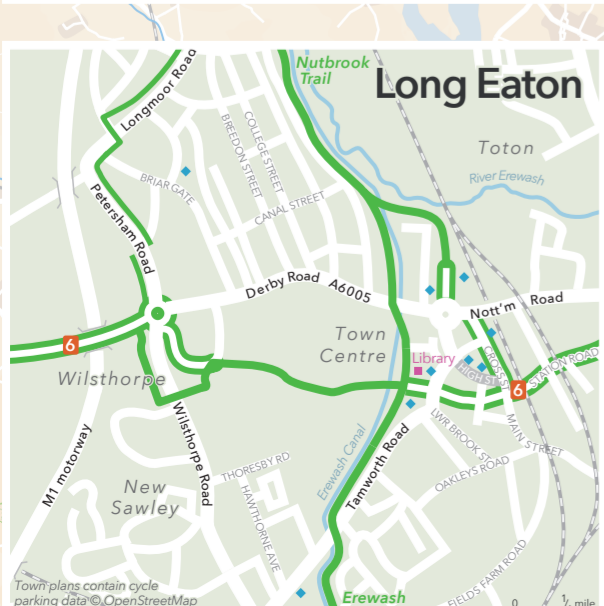 Long Eaton
Nutbrook
Trail
Longmoor Road
COLLEGE STREET
BREEDON STREET
Toton
River Erewash
BRIAR GATE
CANAL STREET
Petersham Road
Derby Road A6005
Nott'm Road
Town
Centre
Library
6
Wilsthorpe
CROSS ST
HIGH ST
STATION ROAD
6
MAIN STREET
LWR BROOK ST
Wilsthorpe Road
Erewash Canal
Tamworth Road
M1 motorway
THORESBY RD
OAKLEYS ROAD
New
Sawley
HAWTHORNE AVE
FIELDS FARM ROAD
Town plans contain cycle
parking data © OpenStreetMap
Erewash
0
mile